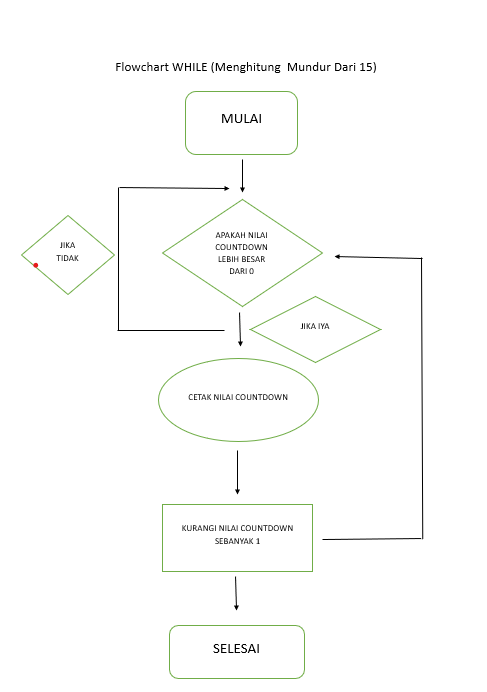 Flowchart WHILE (Menghitung Mundur Dari 15)
MULAI
JIKA
TIDAK
APAKAH NILAI
COUNTDOWN
LEBIH BESAR
DARI 0
JIKA IYA
CETAK NILAI COUNTDOWN
KURANGI NILAI COUNTDOWN
SEBANYAK 1
SELESAI